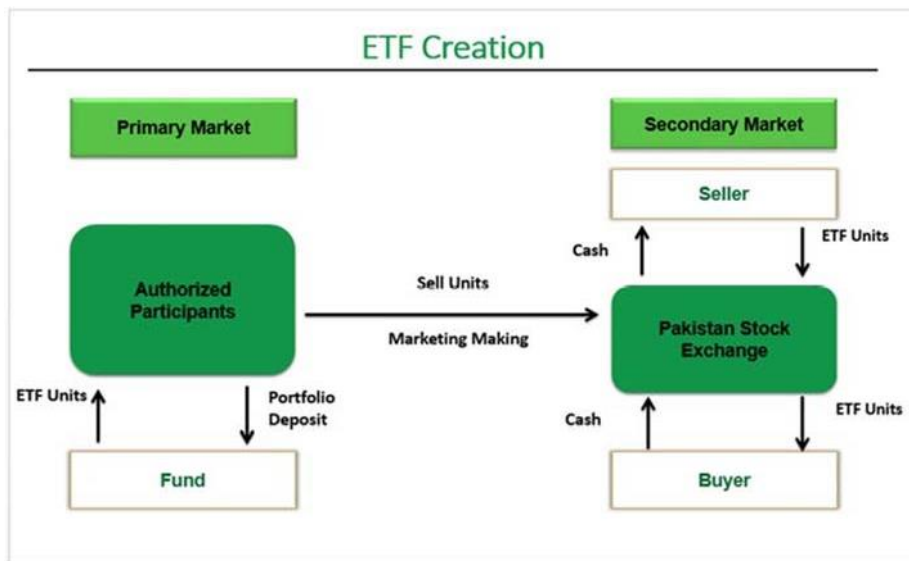 ETF Creation
Primary Market
Secondary Market
Seller
Cash
ETF Units
Authorized
Participants
Sell Units
Marketing Making
Pakistan Stock
Exchange
ETF Units
Portfolio
Deposit
Cash
ETF Units
Fund
Buyer